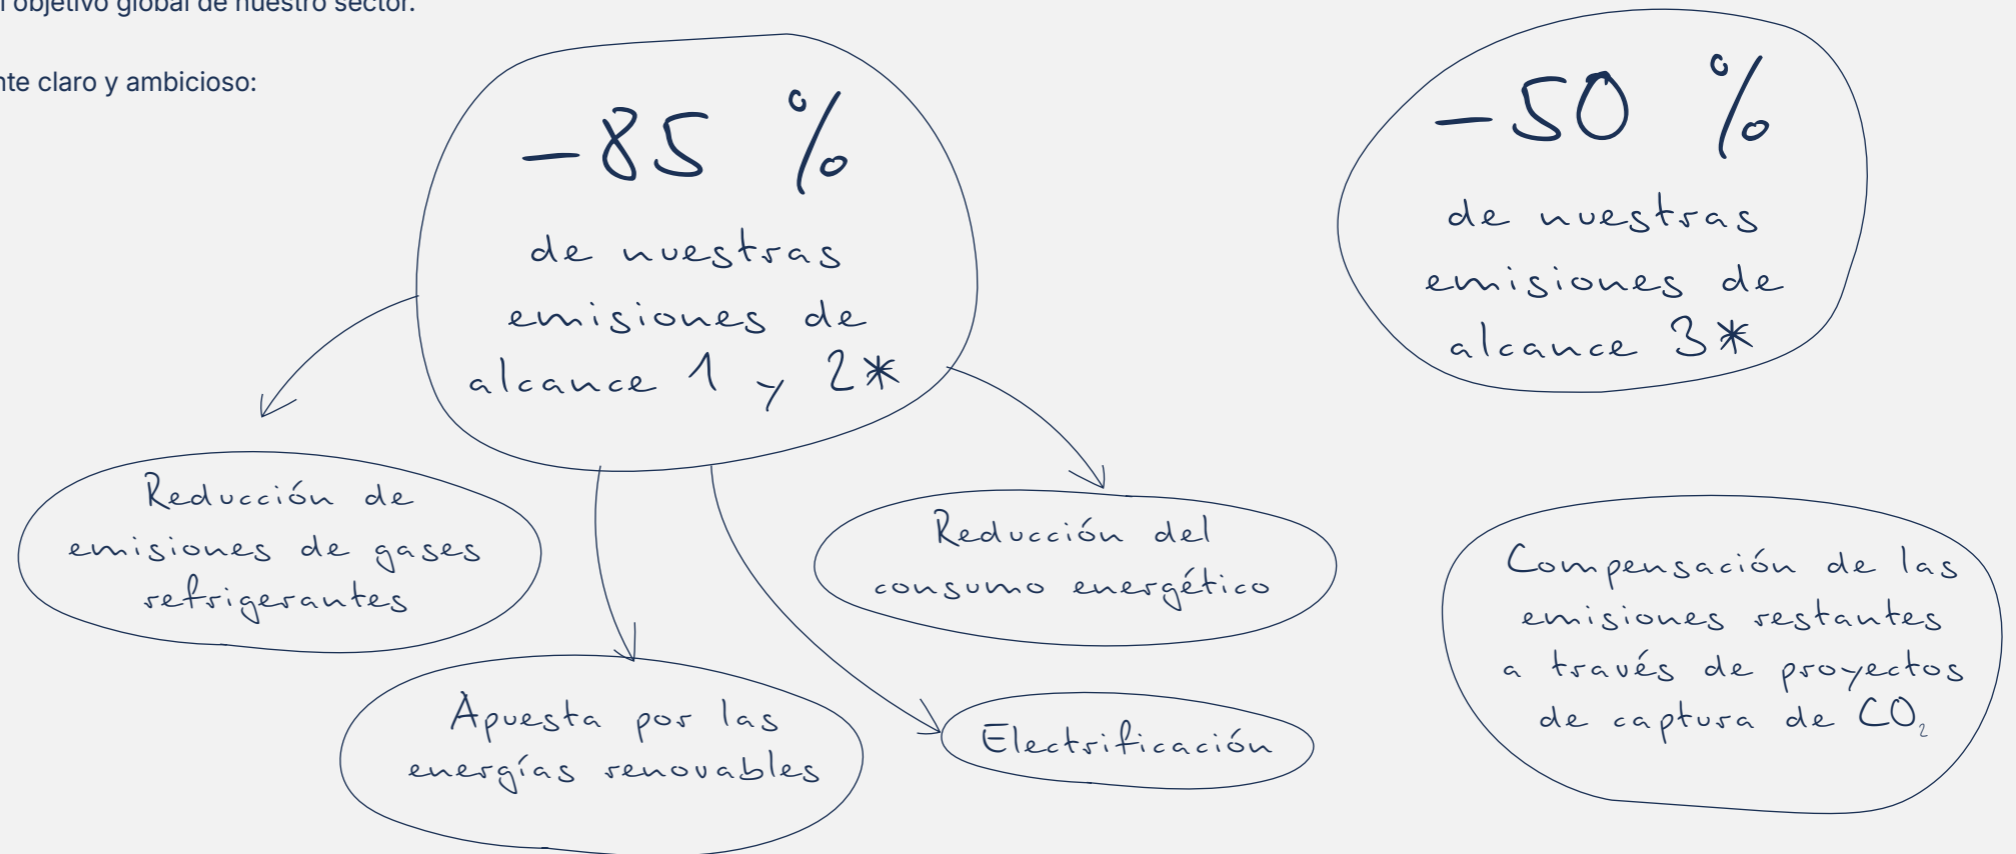 l objetivo global de nuestro sector.
nte claro y ambicioso:
-85 %
de nuestras
emisiones de
alcance 1 y 2*
-50 %
de nuestras
emisiones de
alcance 3*
Reducción de
emisiones de gases
refrigerantes
Apuesta por las
energías renovables
Electrificación
Reducción del
consumo energético
Compensación de las
emisiones restantes
a través de proyectos
de captura de CO₂